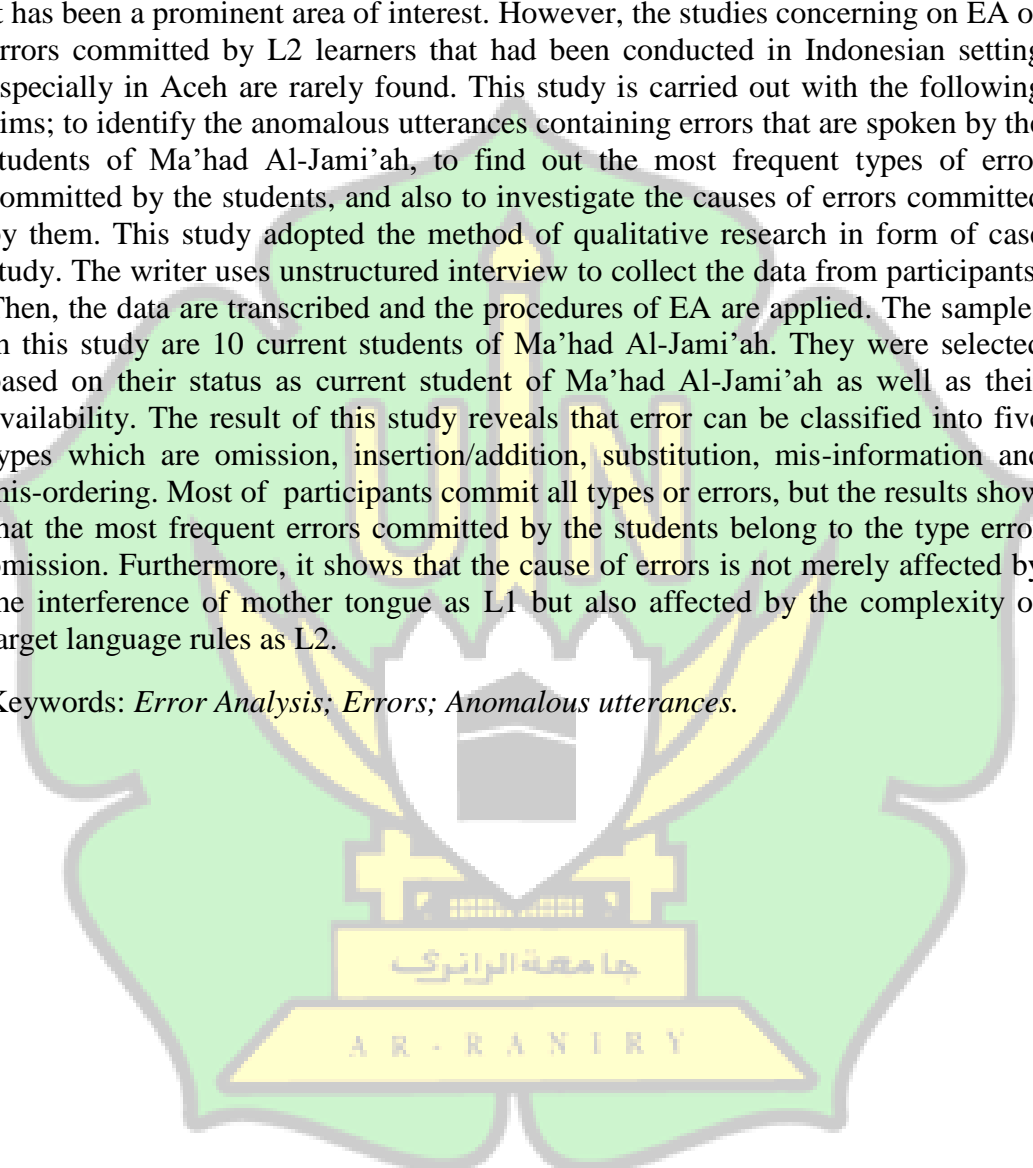 it has been a prominent area of interest. However, the studies concerning on EA o
errors committed by L2 learners that had been conducted in Indonesian setting
especially in Aceh are rarely found. This study is carried out with the following
aims; to identify the anomalous utterances containing errors that are spoken by the
students of Ma’had Al-Jami’ah, to find out the most frequent types of erro
committed by the students, and also to investigate the causes of errors committed
by them. This study adopted the method of qualitative research in form of case
study. The writer uses unstructured interview to collect the data from participants
Then, the data are transcribed and the procedures of EA are applied. The sample
in this study are 10 current students of Ma’had Al-Jami’ah. They were selected
based on their status as current student of Ma’had Al-Jami’ah as well as thei
availability. The result of this study reveals that error can be classified into five
types which are omission, insertion/addition, substitution, mis-information and
mis-ordering. Most of participants commit all types or errors, but the results show
that the most frequent errors committed by the students belong to the type erro
omission. Furthermore, it shows that the cause of errors is not merely affected by
the interference of mother tongue as L1 but also affected by the complexity o
target language rules as L2.
Keywords: Error Analysis; Errors; Anomalous utterances.
UIN
جامعة الرانري
AR-RANIRY